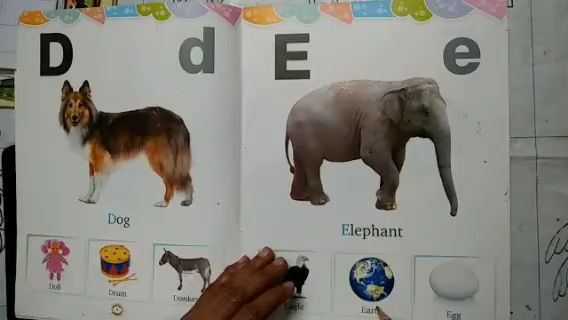 D d
E e
Dog
Elephant
Doll
Drum
Donkey
Eagle
Earth
Egg